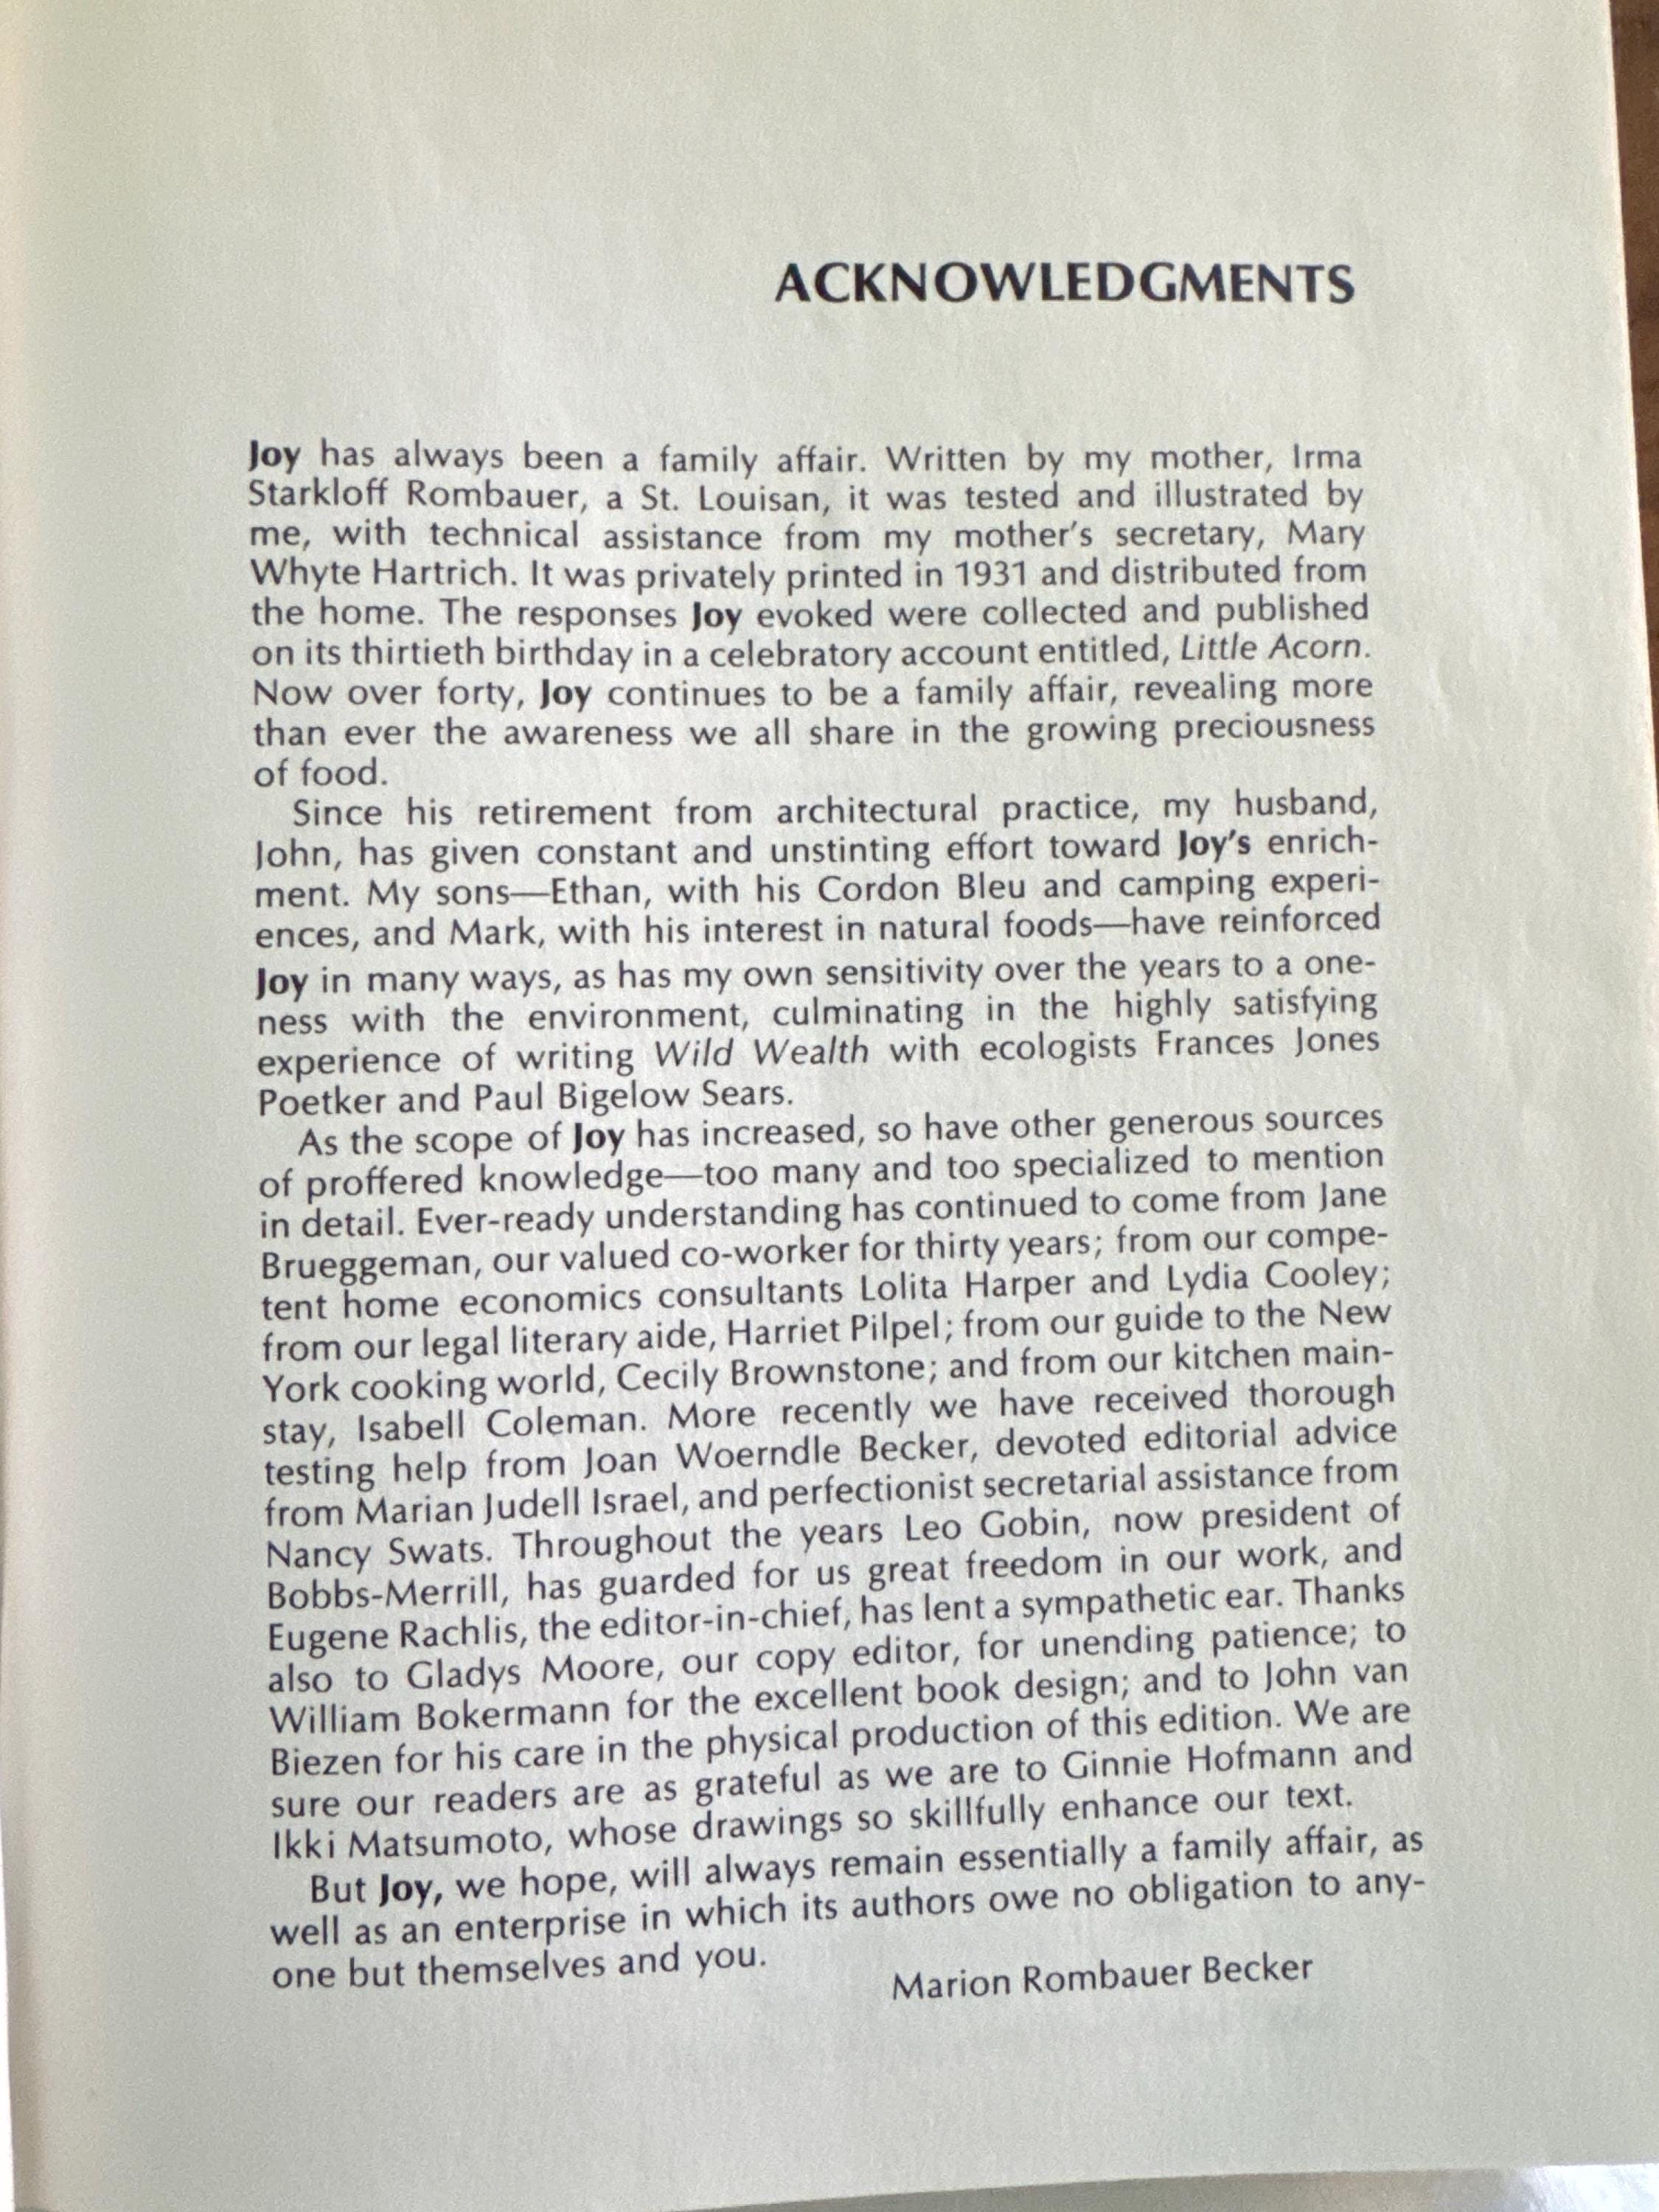 ACKNOWLEDGMENTS
Joy has always been a family affair. Written by my mother, Irma
Starkloff Rombauer, a St. Louisan, it was tested and illustrated by
me, with technical assistance from my mother's secretary, Mary
Whyte Hartrich. It was privately printed in 1931 and distributed from
the home. The responses Joy evoked were collected and published
on its thirtieth birthday in a celebratory account entitled, Little Acorn.
Now over forty, Joy continues to be a family affair, revealing more
than ever the awareness we all share in the growing preciousness
of food.
Since his retirement from architectural practice, my husband,
John, has given constant and unstinting effort toward Joy's enrich-
ment. My sons—Ethan, with his Cordon Bleu and camping experi-
ences, and Mark, with his interest in natural foods—have reinforced
Joy in many ways, as has my own sensitivity over the years to a one-
ness with the environment, culminating in the highly satisfying
experience of writing Wild Wealth with ecologists Frances Jones
Poetker and Paul Bigelow Sears.
As the scope of Joy has increased, so have other generous sources
of proffered knowledge—too many and too specialized to mention
in detail. Ever-ready understanding has continued to come from Jane
Brueggeman, our valued co-worker for thirty years; from our compe-
tent home economics consultants Lolita Harper and Lydia Cooley;
from our legal literary aide, Harriet Pilpel; from our guide to the New
York cooking world, Cecily Brownstone; and from our kitchen main-
stay, Isabell Coleman. More recently we have received thorough
testing help from Joan Woerndle Becker, devoted editorial advice
from Marian Judell Israel, and perfectionist secretarial assistance from
Nancy Swats. Throughout the years Leo Gobin, now president of
Bobbs-Merrill, has guarded for us great freedom in our work, and
Eugene Rachlis, the editor-in-chief, has lent a sympathetic ear. Thanks
also to Gladys Moore, our copy editor, for unending patience; to
William Bokermann for the excellent book design; and to John van
Biezen for his care in the physical production of this edition. We are
sure our readers are as grateful as we are to Ginnie Hofmann and
Ikki Matsumoto, whose drawings so skillfully enhance our text.
But Joy, we hope, will always remain essentially a family affair, as
well as an enterprise in which its authors owe no obligation to any-
one but themselves and you.
Marion Rombauer Becker